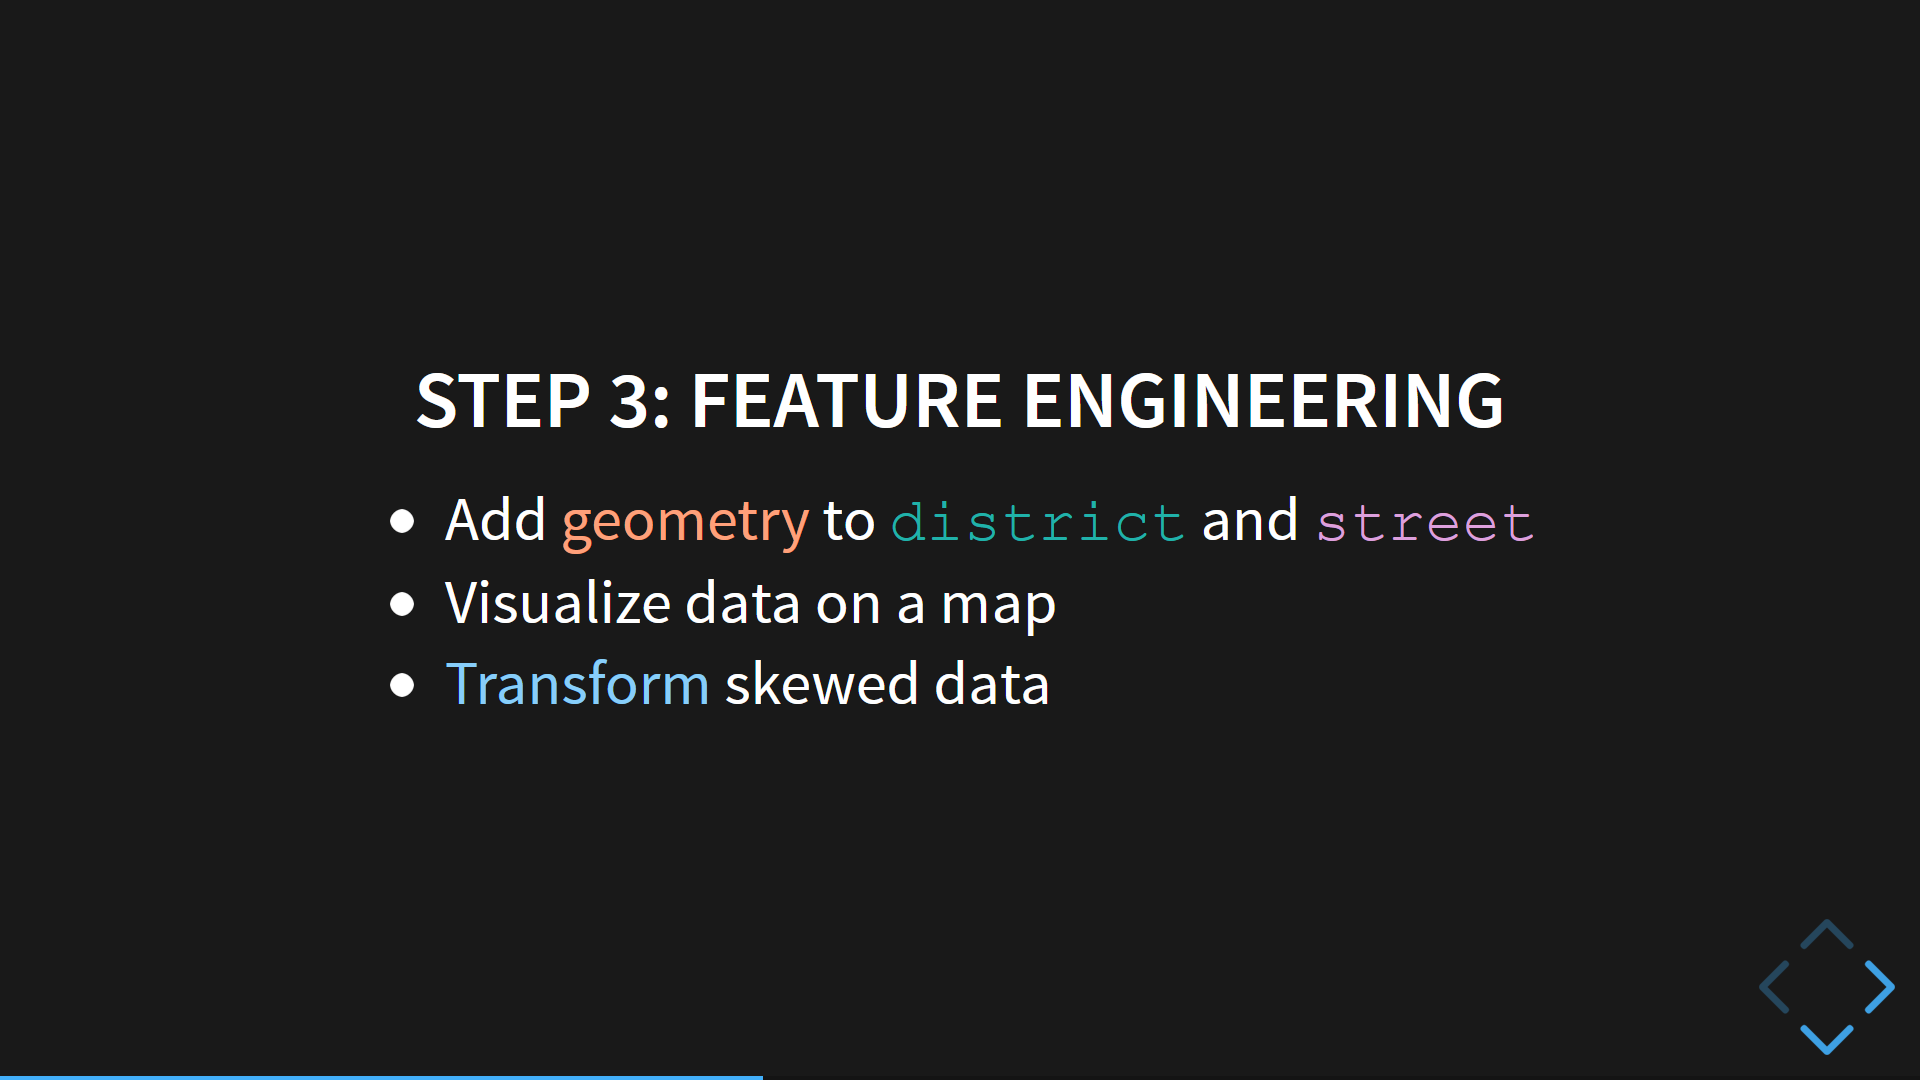 STEP 3: FEATURE ENGINEERING
Add geometry to district and street
Visualize data on a map
Transform skewed data